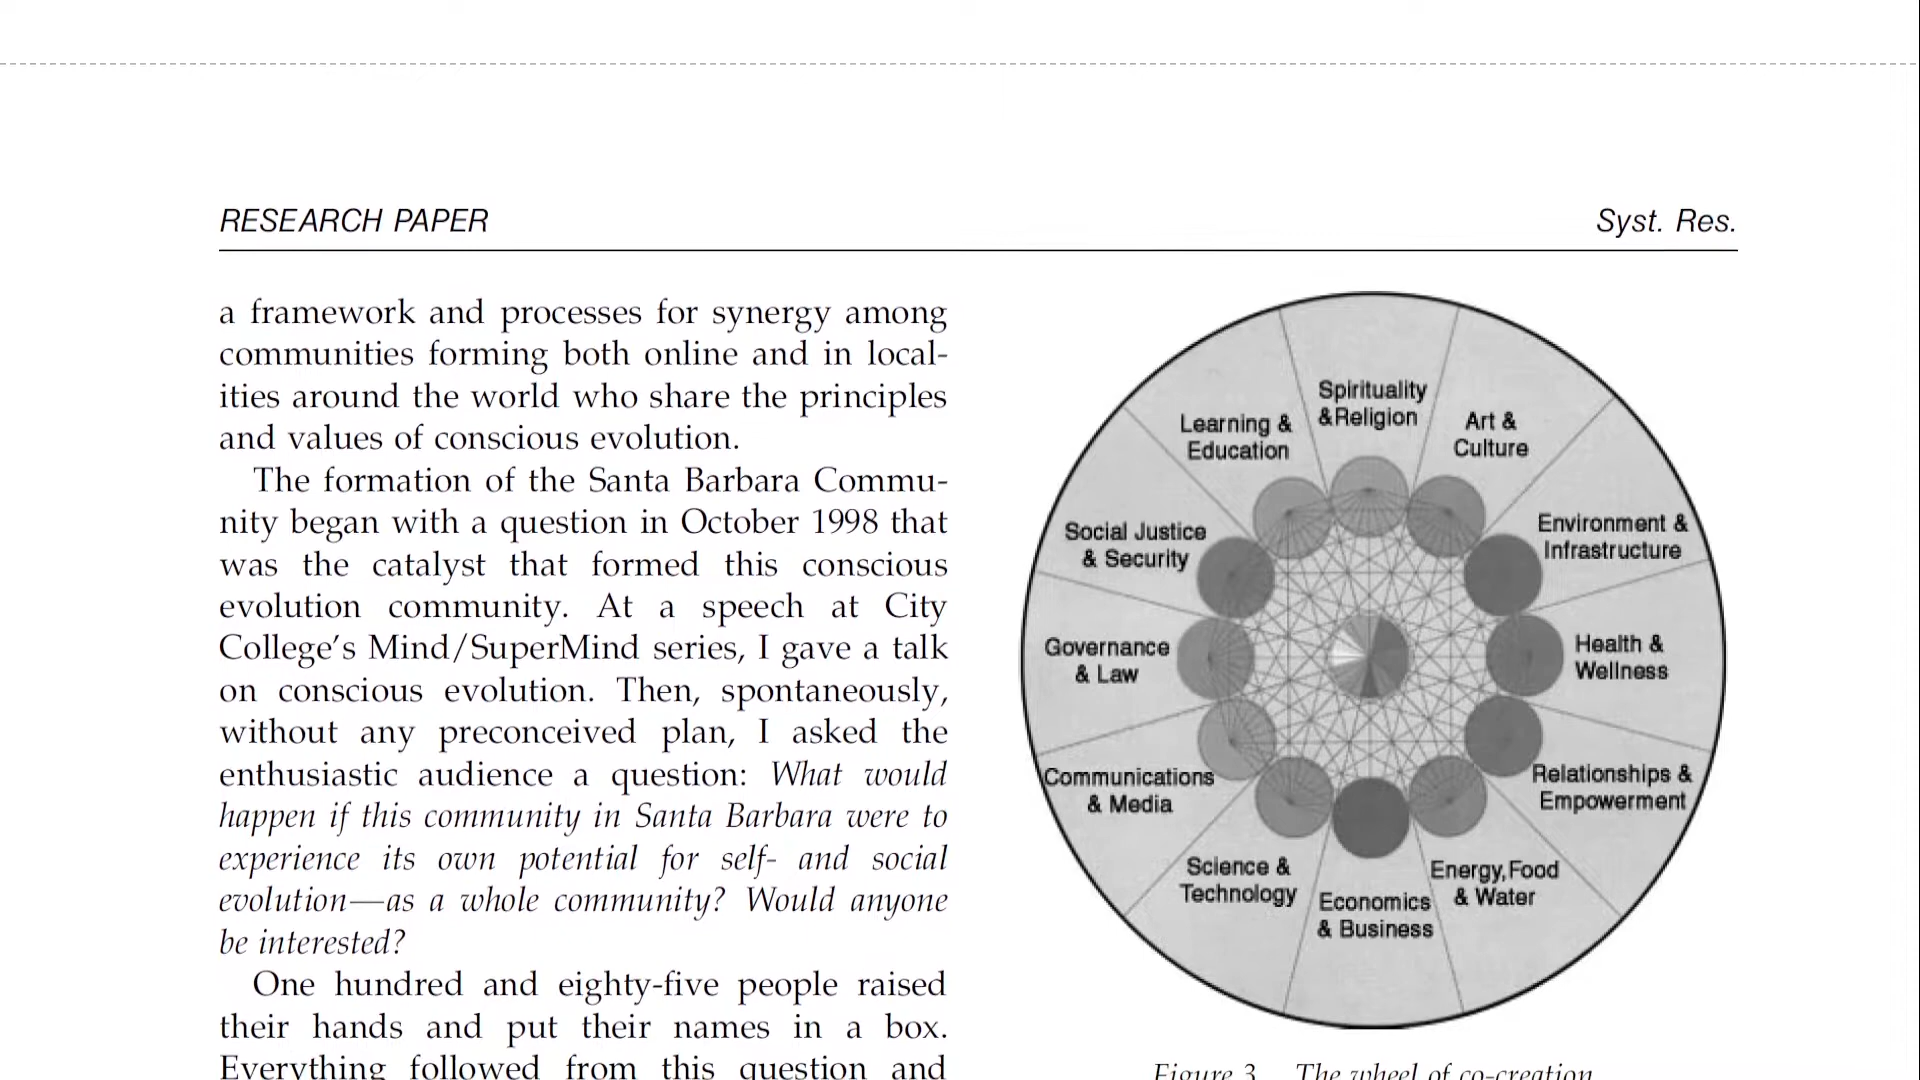 RESEARCH PAPER
Syst. Res.
a framework and processes for synergy among
communities forming both online and in local-
ities around the world who share the principles
and values of conscious evolution.
The formation of the Santa Barbara Commu-
nity began with a question in October 1998 that
was the catalyst that formed this conscious
evolution community. At a speech at City
College's Mind/SuperMind series, I gave a talk
on conscious evolution. Then, spontaneously,
without any preconceived plan, I asked the
enthusiastic audience a question: What would
happen if this community in Santa Barbara were to
experience its own potential for self- and social
evolution—as a whole community? Would anyone
be interested?
One hundred and eighty-five people raised
their hands and put their names in a box.
Everything followed from this question and
Spirituality
&Religion
Art &
Culture
Environment &
Infrastructure
Health &
Wellness
Relationships &
Empowerment
Energy,Food
& Water
Economics
& Business
Science &
Technology
Communications
& Media
Governance
& Law
Social Justice
& Security
Learning &
Education
Figure 3. The wheel of co-creation